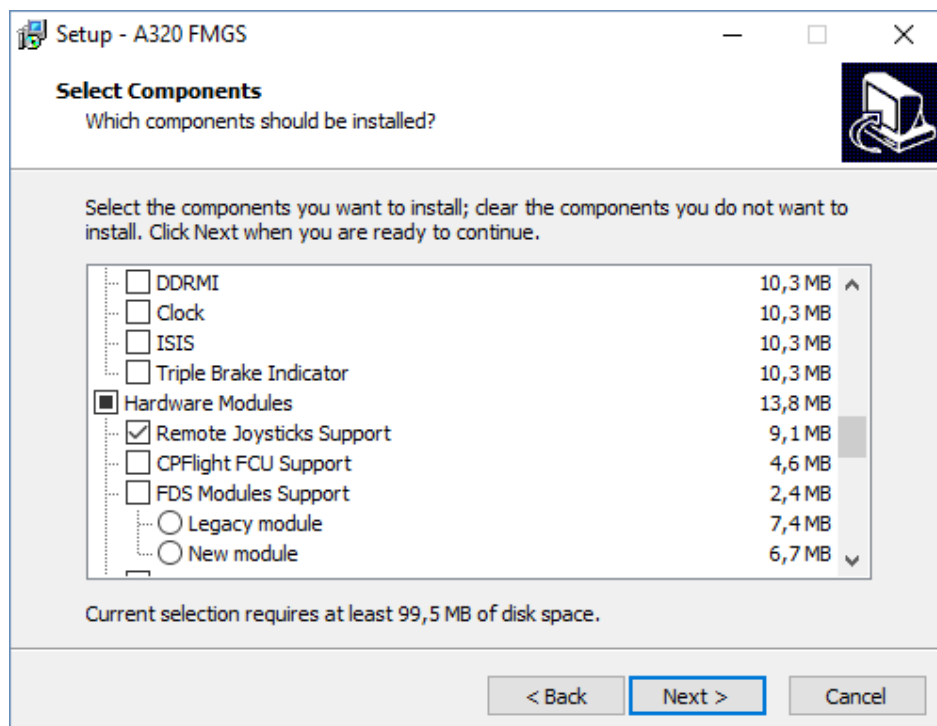 Setup - A320 FMGS
Select Components
Which components should be installed?
Select the components you want to install; clear the components you do not want to
install. Click Next when you are ready to continue.
DDRMI 10,3 MB
Clock 10,3 MB
ISIS 10,3 MB
Triple Brake Indicator 10,3 MB
Hardware Modules 13,8 MB
Remote Joysticks Support 9,1 MB
CPFlight FCU Support 4,6 MB
FDS Modules Support 2,4 MB
Legacy module 7,4 MB
New module 6,7 MB
Current selection requires at least 99,5 MB of disk space.
< Back Next > Cancel